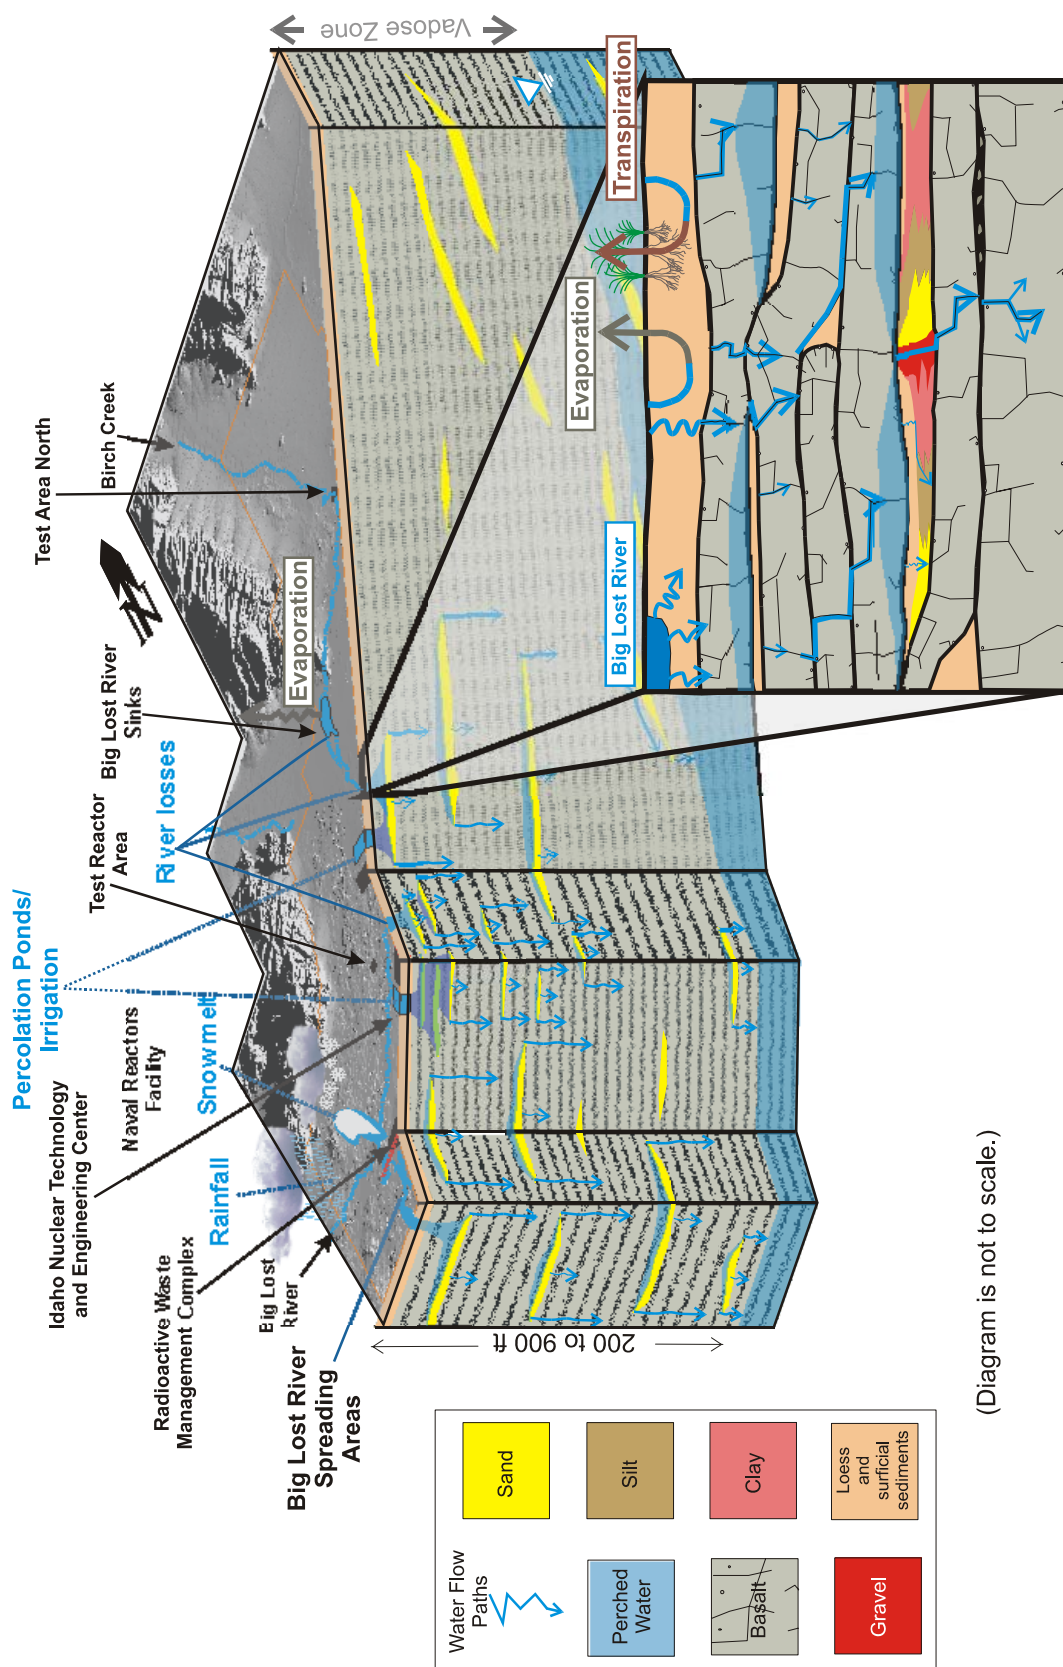 Percolation Ponds/
Irrigation
Idaho Nuclear Technology
and Engineering Center
Naval Reactors
Facility
Snowmelt
Rainfall
Radioactive Waste
Management Complex
Big Lost
River
Big Lost River
Spreading
Areas
Test Reactor
Area
River losses
Big Lost River
Sinks
Evaporation
Test Area North
Birch Creek
N
Vadose Zone
200 to 900 ft
Big Lost River
Evaporation
Transpiration
Water Flow
Paths
Sand
Perched
Water
Silt
Basalt
Clay
Gravel
Loess
and
surficial
sediments
(Diagram is not to scale.)